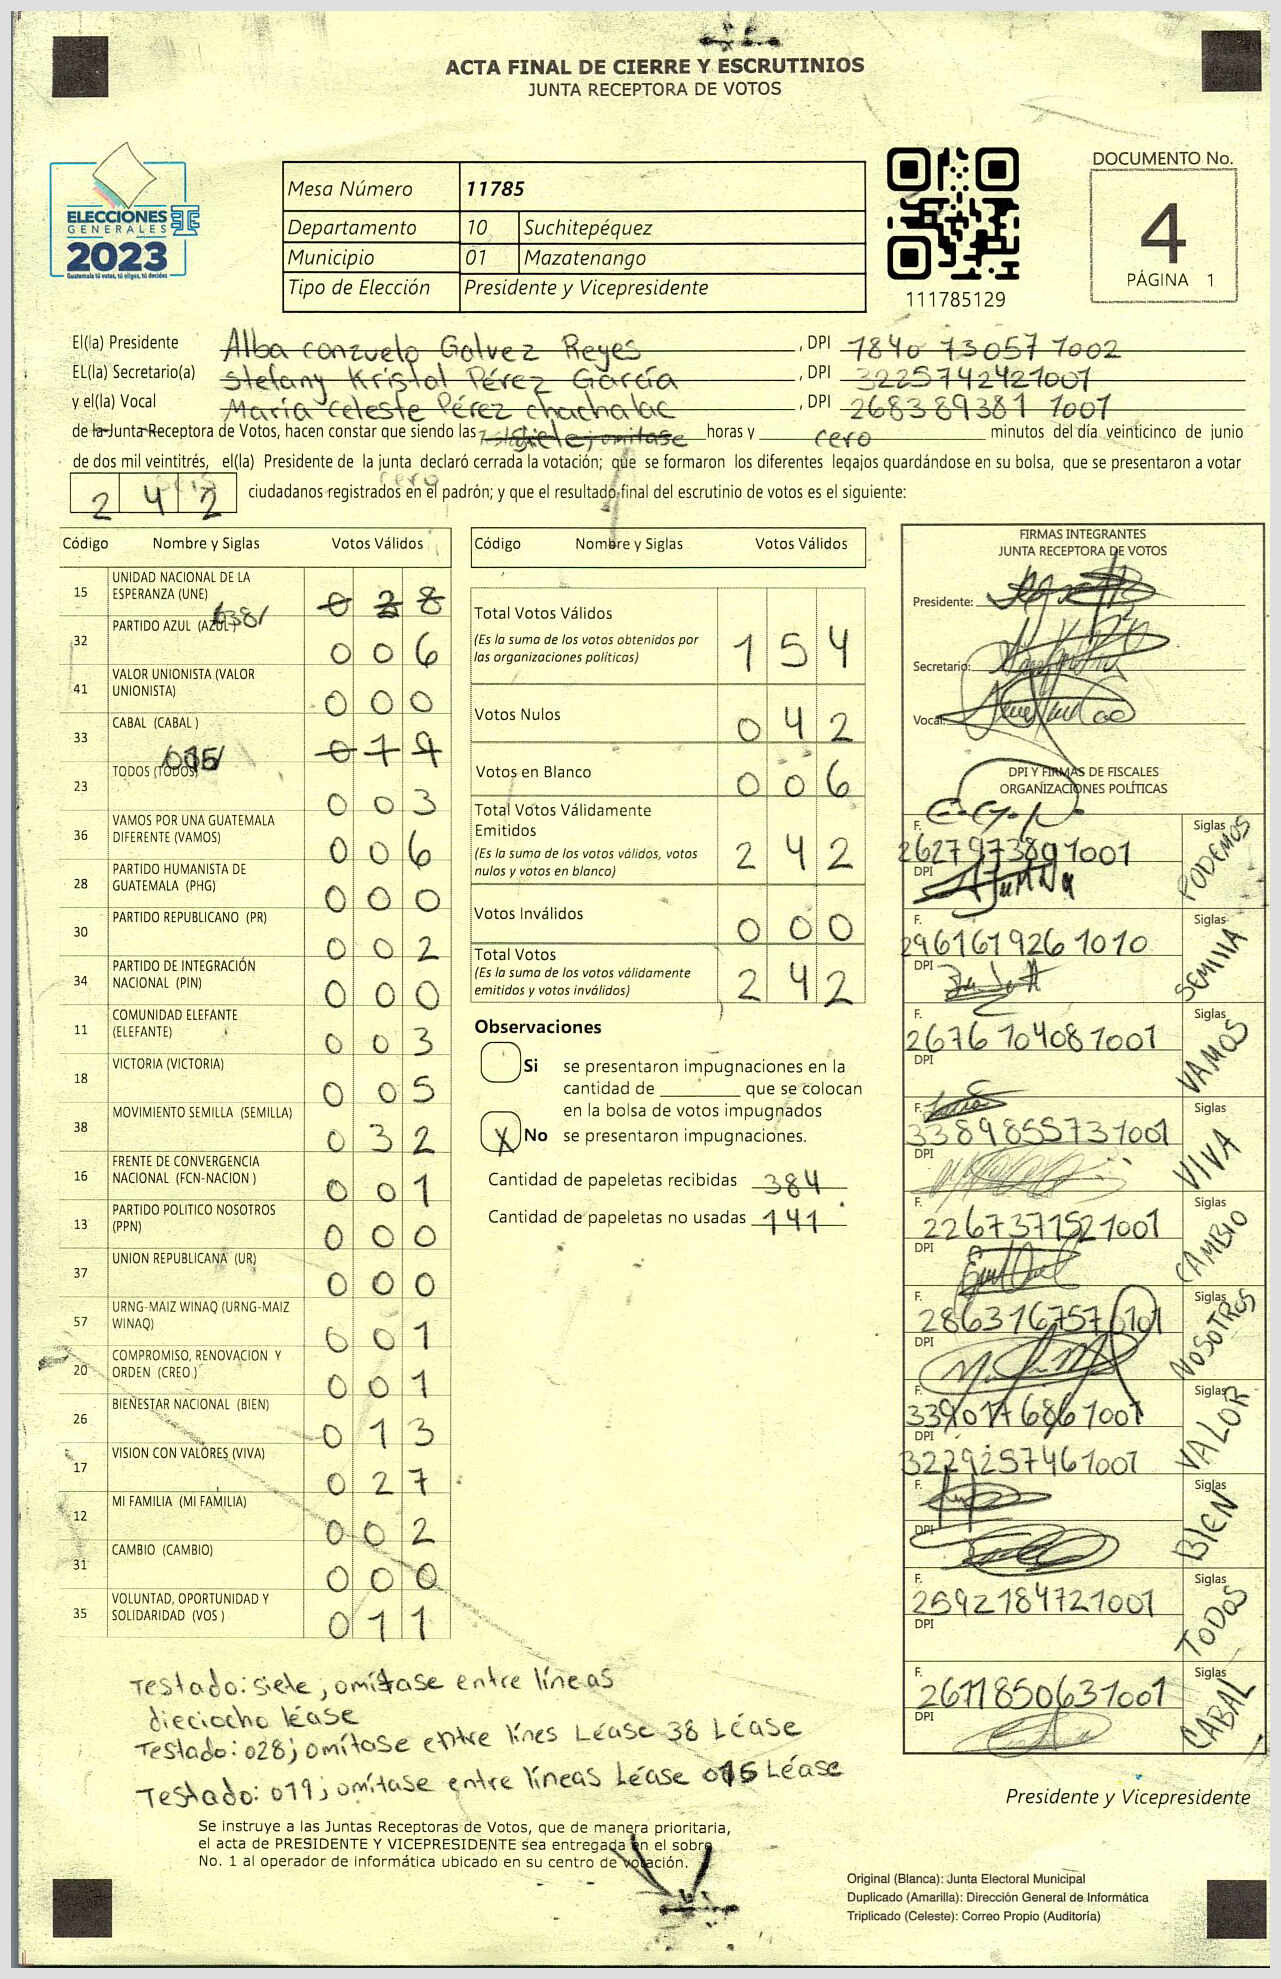 ACTA FINAL DE CIERRE Y ESCRUTINIOS
JUNTA RECEPTORA DE VOTOS
ELECCIONES
GENERALES
2023
Guatemala tú votas, tú eliges, tú decides
Mesa Número 11785
Departamento 10 Suchitepéquez
Municipio 01 Mazatenango
Tipo de Elección Presidente y Vicepresidente
111785129
DOCUMENTO No.
4
PÁGINA 1
El(la) Presidente Alba conzuelo Galvez Reyes, DPI 1840 73057 1002
EL(la) Secretario(a) Stefany Kristal Pérez García, DPI 3225742421001
y el(la) Vocal María Celeste Pérez chachalac, DPI 268389381 1001
de la Junta Receptora de Votos, hacen constar que siendo las siete; omitase horas y cero minutos del día veinticinco de junio
de dos mil veintitrés, el(la) Presidente de la junta declaró cerrada la votación; que se formaron los diferentes legajos guardándose en su bolsa, que se presentaron a votar
242 ciudadanos registrados en el padrón; y que el resultado final del escrutinio de votos es el siguiente:
Código Nombre y Siglas Votos Válidos
15 UNIDAD NACIONAL DE LA ESPERANZA (UNE) 0 2 8
038
32 PARTIDO AZUL (AZUL) 0 0 6
41 VALOR UNIONISTA (VALOR UNIONISTA) 0 0 0
33 CABAL (CABAL ) 0 1 9
015
23 TODOS (TODOS) 0 0 3
36 VAMOS POR UNA GUATEMALA DIFERENTE (VAMOS) 0 0 6
28 PARTIDO HUMANISTA DE GUATEMALA (PHG) 0 0 0
30 PARTIDO REPUBLICANO (PR) 0 0 2
34 PARTIDO DE INTEGRACIÓN NACIONAL (PIN) 0 0 0
11 COMUNIDAD ELEFANTE (ELEFANTE) 0 0 3
18 VICTORIA (VICTORIA) 0 0 5
38 MOVIMIENTO SEMILLA (SEMILLA) 0 3 2
16 FRENTE DE CONVERGENCIA NACIONAL (FCN-NACION ) 0 0 1
13 PARTIDO POLITICO NOSOTROS (PPN) 0 0 0
37 UNION REPUBLICANA (UR) 0 0 0
57 URNG-MAIZ WINAQ (URNG-MAIZ WINAQ) 0 0 1
20 COMPROMISO, RENOVACION Y ORDEN (CREO ) 0 0 1
26 BIENESTAR NACIONAL (BIEN) 0 1 3
17 VISION CON VALORES (VIVA) 0 2 7
12 MI FAMILIA (MI FAMILIA) 0 0 2
31 CAMBIO (CAMBIO) 0 0 0
35 VOLUNTAD, OPORTUNIDAD Y SOLIDARIDAD (VOS ) 0 1 1
Código Nombre y Siglas Votos Válidos
Total Votos Válidos 1 5 4
(Es la suma de los votos obtenidos por
las organizaciones políticas)
Votos Nulos 0 4 2
Votos en Blanco 0 0 6
Total Votos Válidamente
Emitidos 2 4 2
(Es la suma de los votos válidos, votos
nulos y votos en blanco)
Votos Inválidos 0 0 0
Total Votos 2 4 2
(Es la suma de los votos válidamente
emitidos y votos inválidos)
Observaciones
Si se presentaron impugnaciones en la
cantidad de ________ que se colocan
en la bolsa de votos impugnados
X No se presentaron impugnaciones.
Cantidad de papeletas recibidas 384
Cantidad de papeletas no usadas 141
FIRMAS INTEGRANTES
JUNTA RECEPTORA DE VOTOS
Presidente:
Secretario:
Vocal:
DPI Y FIRMAS DE FISCALES
ORGANIZACIONES POLÍTICAS
F. Siglas PODEMOS
2627973891001
DPI
F. Siglas SEMIllA
2961619261010
DPI
F. Siglas VAMOS
2676104081001
DPI
F. Siglas VIVA
3389855731001
DPI
F. Siglas CAMBIO
2267371521001
DPI
F. Siglas NOSOTROS
2863167570101
DPI
F. Siglas VALOR
3390176861001
DPI
3229257461001
F. Siglas BIEN
DPI
F. Siglas TODOS
2592184721001
DPI
F. Siglas CABAL
2611850631001
DPI
Testado: siete, omítase entre líneas
dieciocho léase
Testado: 028; omítase entre lines Léase 38 Léase
Testado: 019; omítase entre líneas Léase 015 Léase
Presidente y Vicepresidente
Se instruye a las Juntas Receptoras de Votos, que de manera prioritaria,
el acta de PRESIDENTE Y VICEPRESIDENTE sea entregada en el sobre
No. 1 al operador de informática ubicado en su centro de votación.
Original (Blanca): Junta Electoral Municipal
Duplicado (Amarilla): Dirección General de Informática
Triplicado (Celeste): Correo Propio (Auditoría)